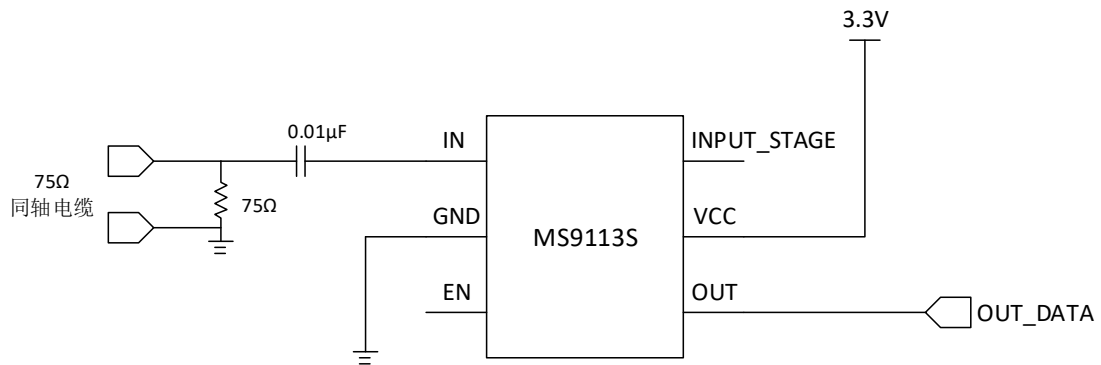 3.3V
0.01μF
IN
INPUT_STAGE
75Ω
同轴电缆
75Ω
GND
VCC
MS9113S
EN
OUT
OUT_DATA